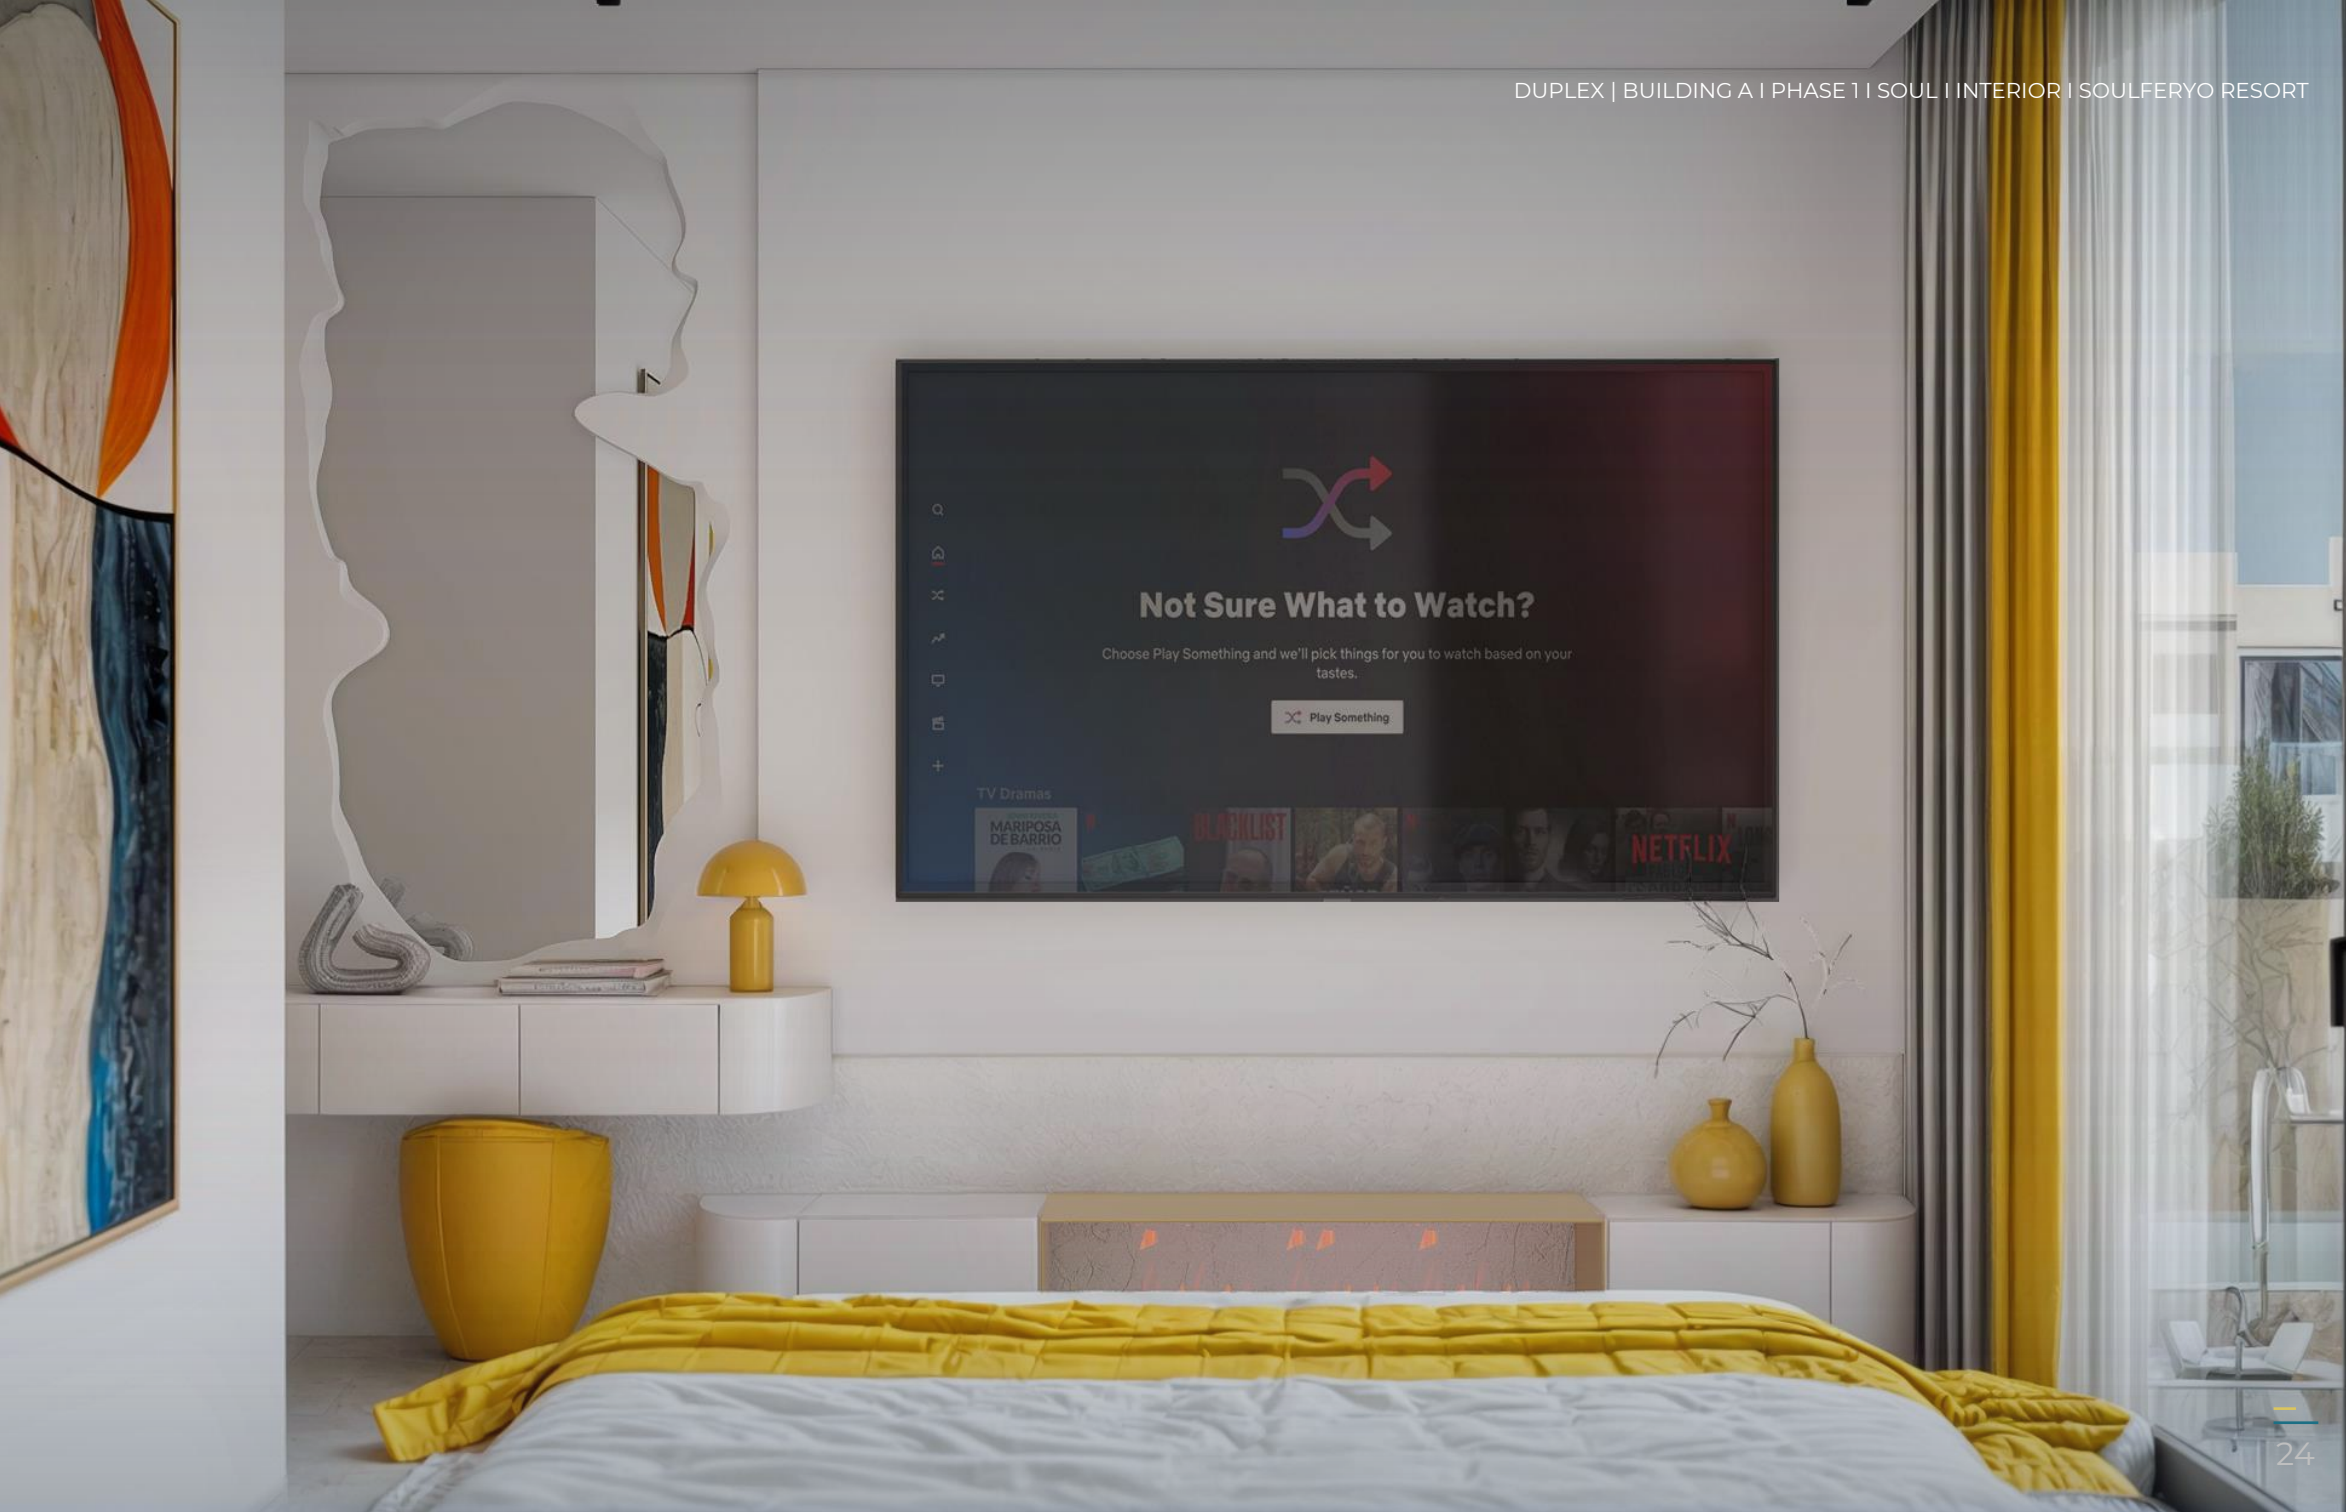 DUPLEX | BUILDING A I PHASE 1 I SOUL I INTERIOR I SOULFERYO RESORT
Not Sure What to Watch?
Choose Play Something and we'll pick things for you to watch based on your
tastes.
Play Something
TV Dramas
MARIPOSA
DE BARRIO
BLACKLIST
NETFLIX
24